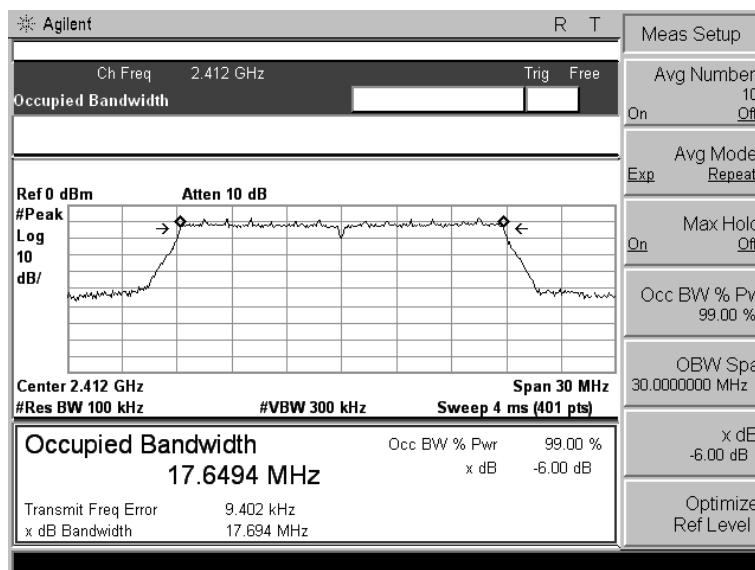 Agilent R T
Ch Freq 2.412 GHz Trig Free
Occupied Bandwidth
Ref 0 dBm Atten 10 dB
#Peak
Log
10
dB/
Center 2.412 GHz Span 30 MHz
#Res BW 100 kHz #VBW 300 kHz Sweep 4 ms (401 pts)
Occupied Bandwidth
17.6494 MHz
Occ BW % Pwr 99.00 %
x dB -6.00 dB
Transmit Freq Error 9.402 kHz
x dB Bandwidth 17.694 MHz
Meas Setup
Avg Number
10
On Off
Avg Mode
Exp Repeat
Max Hold
On Off
Occ BW % Pw
99.00 %
OBW Spa
30.0000000 MHz
x dB
-6.00 dB
Optimize
Ref Level